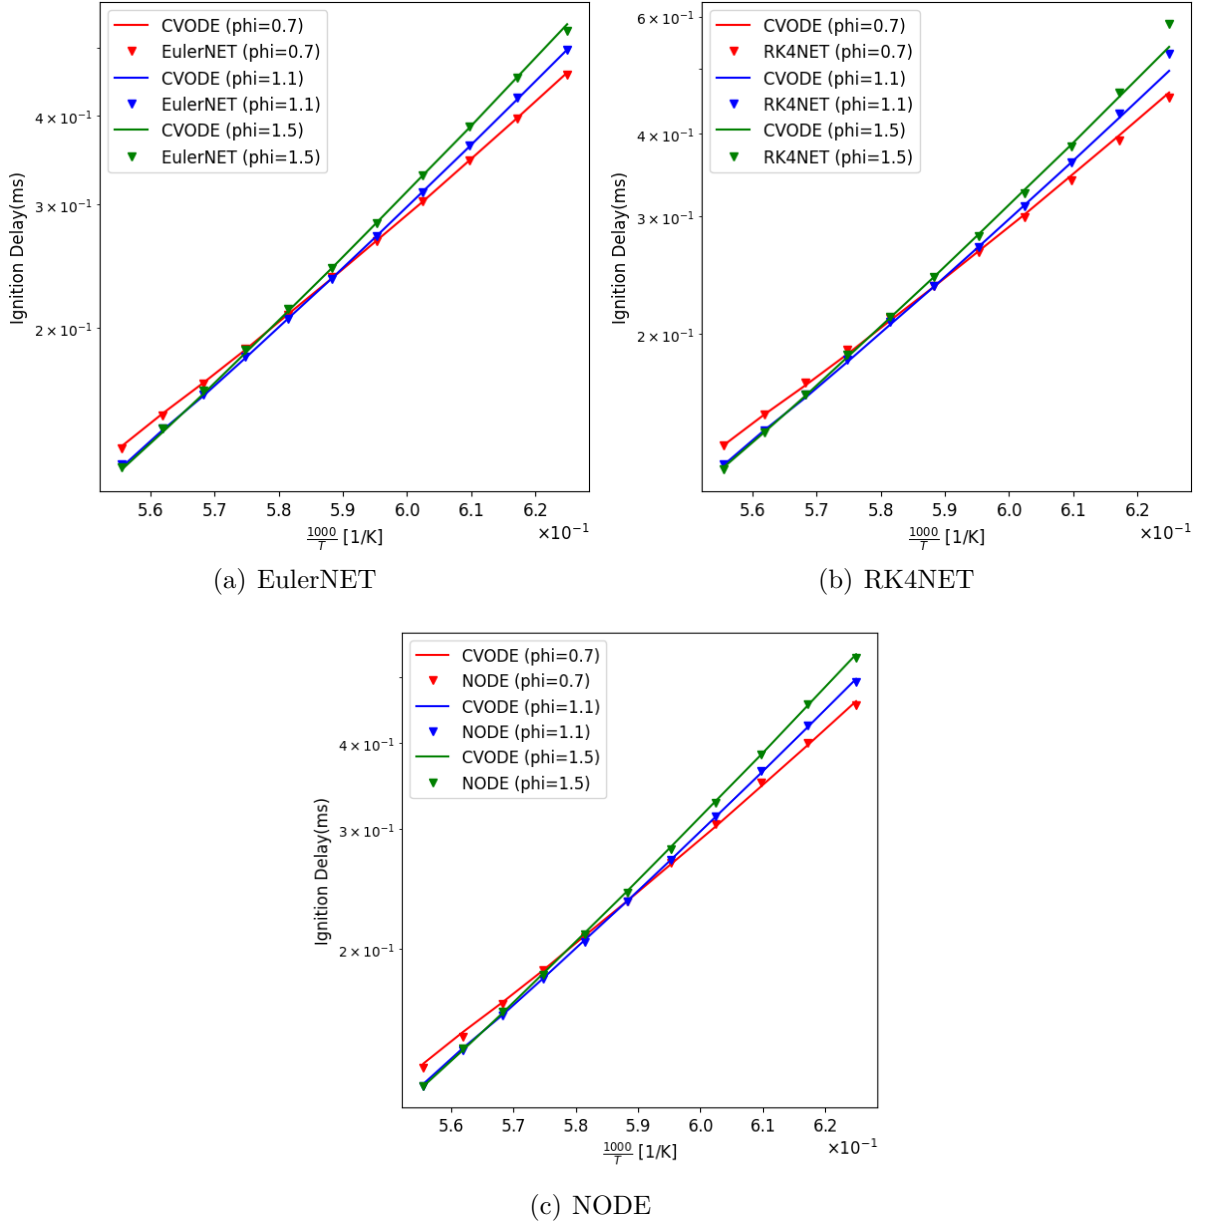 CVODE (phi=0.7)
EulerNET (phi=0.7)
CVODE (phi=1.1)
EulerNET (phi=1.1)
CVODE (phi=1.5)
EulerNET (phi=1.5)
4 × 10⁻¹
3 × 10⁻¹
2 × 10⁻¹
Ignition Delay(ms)
5.6 5.7 5.8 5.9 6.0 6.1 6.2
×10⁻¹
1000/T [1/K]
(a) EulerNET
CVODE (phi=0.7)
RK4NET (phi=0.7)
CVODE (phi=1.1)
RK4NET (phi=1.1)
CVODE (phi=1.5)
RK4NET (phi=1.5)
6 × 10⁻¹
4 × 10⁻¹
3 × 10⁻¹
2 × 10⁻¹
Ignition Delay(ms)
5.6 5.7 5.8 5.9 6.0 6.1 6.2
×10⁻¹
1000/T [1/K]
(b) RK4NET
CVODE (phi=0.7)
NODE (phi=0.7)
CVODE (phi=1.1)
NODE (phi=1.1)
CVODE (phi=1.5)
NODE (phi=1.5)
4 × 10⁻¹
3 × 10⁻¹
2 × 10⁻¹
Ignition Delay(ms)
5.6 5.7 5.8 5.9 6.0 6.1 6.2
×10⁻¹
1000/T [1/K]
(c) NODE